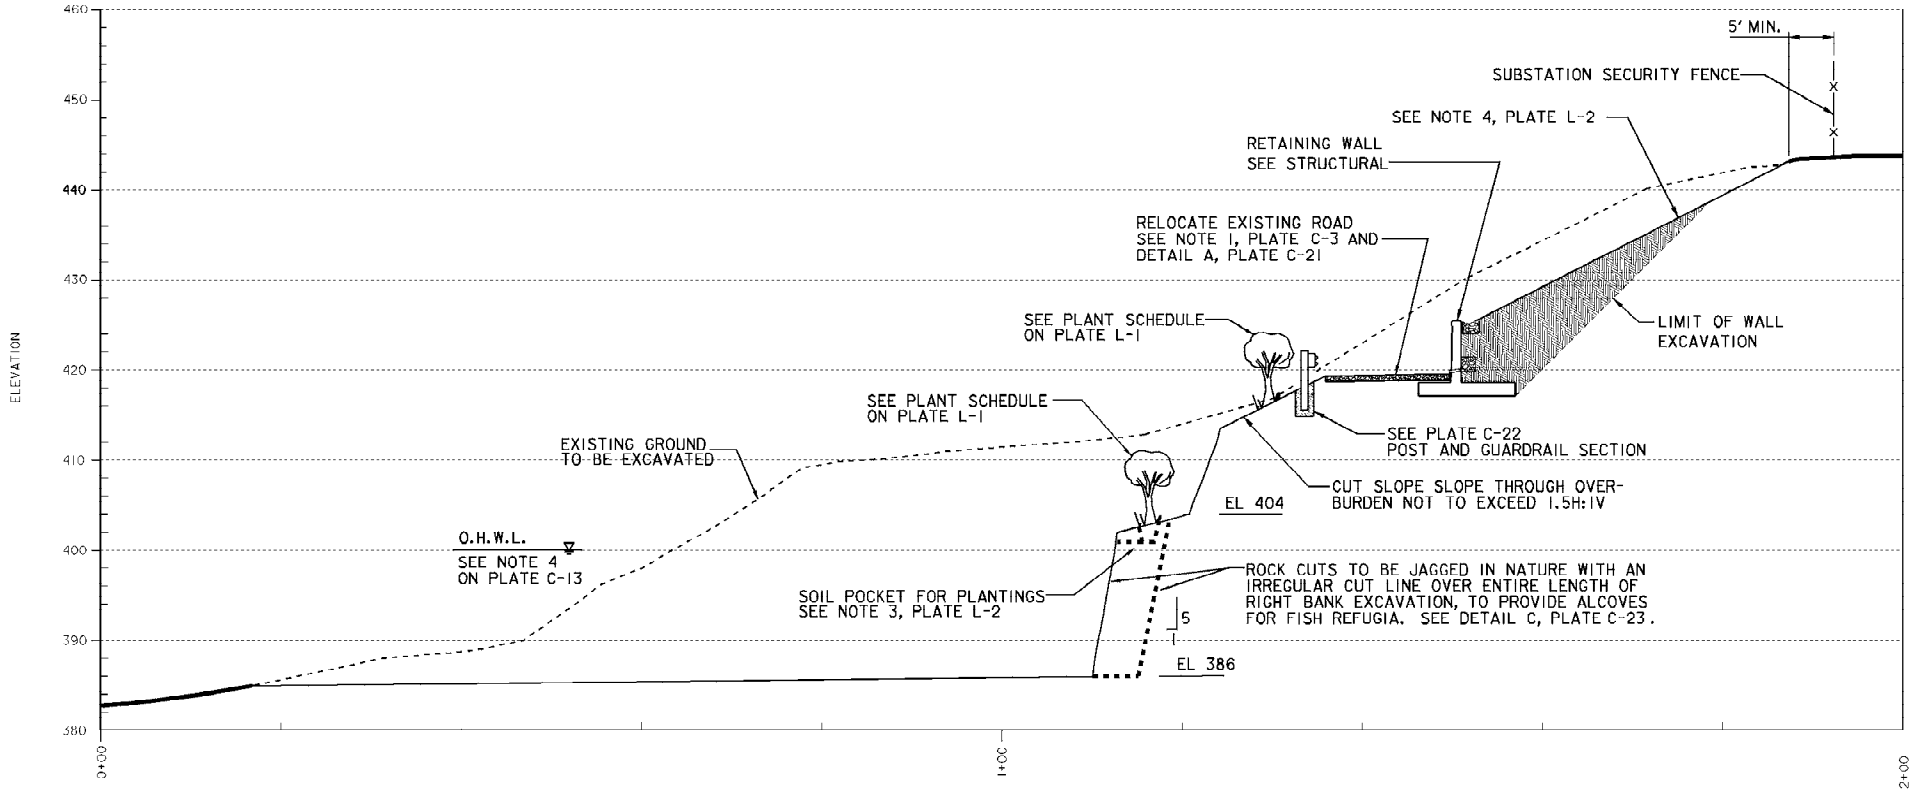 460
5' MIN.
SUBSTATION SECURITY FENCE
X
X
450
SEE NOTE 4, PLATE L-2
RETAINING WALL
SEE STRUCTURAL
440
RELOCATE EXISTING ROAD
SEE NOTE 1, PLATE C-3 AND
DETAIL A, PLATE C-21
430
SEE PLANT SCHEDULE
ON PLATE L-1
LIMIT OF WALL
EXCAVATION
ELEVATION
420
SEE PLANT SCHEDULE
ON PLATE L-1
EXISTING GROUND
TO BE EXCAVATED
SEE PLATE C-22
POST AND GUARDRAIL SECTION
410
CUT SLOPE SLOPE THROUGH OVER-
BURDEN NOT TO EXCEED 1.5H:1V
EL 404
O.H.W.L.
SEE NOTE 4
ON PLATE C-13
400
SOIL POCKET FOR PLANTINGS
SEE NOTE 3, PLATE L-2
ROCK CUTS TO BE JAGGED IN NATURE WITH AN
IRREGULAR CUT LINE OVER ENTIRE LENGTH OF
RIGHT BANK EXCAVATION, TO PROVIDE ALCOVES
FOR FISH REFUGIA. SEE DETAIL C, PLATE C-23.
5
1
390
EL 386
380
0+00
1+00
2+00